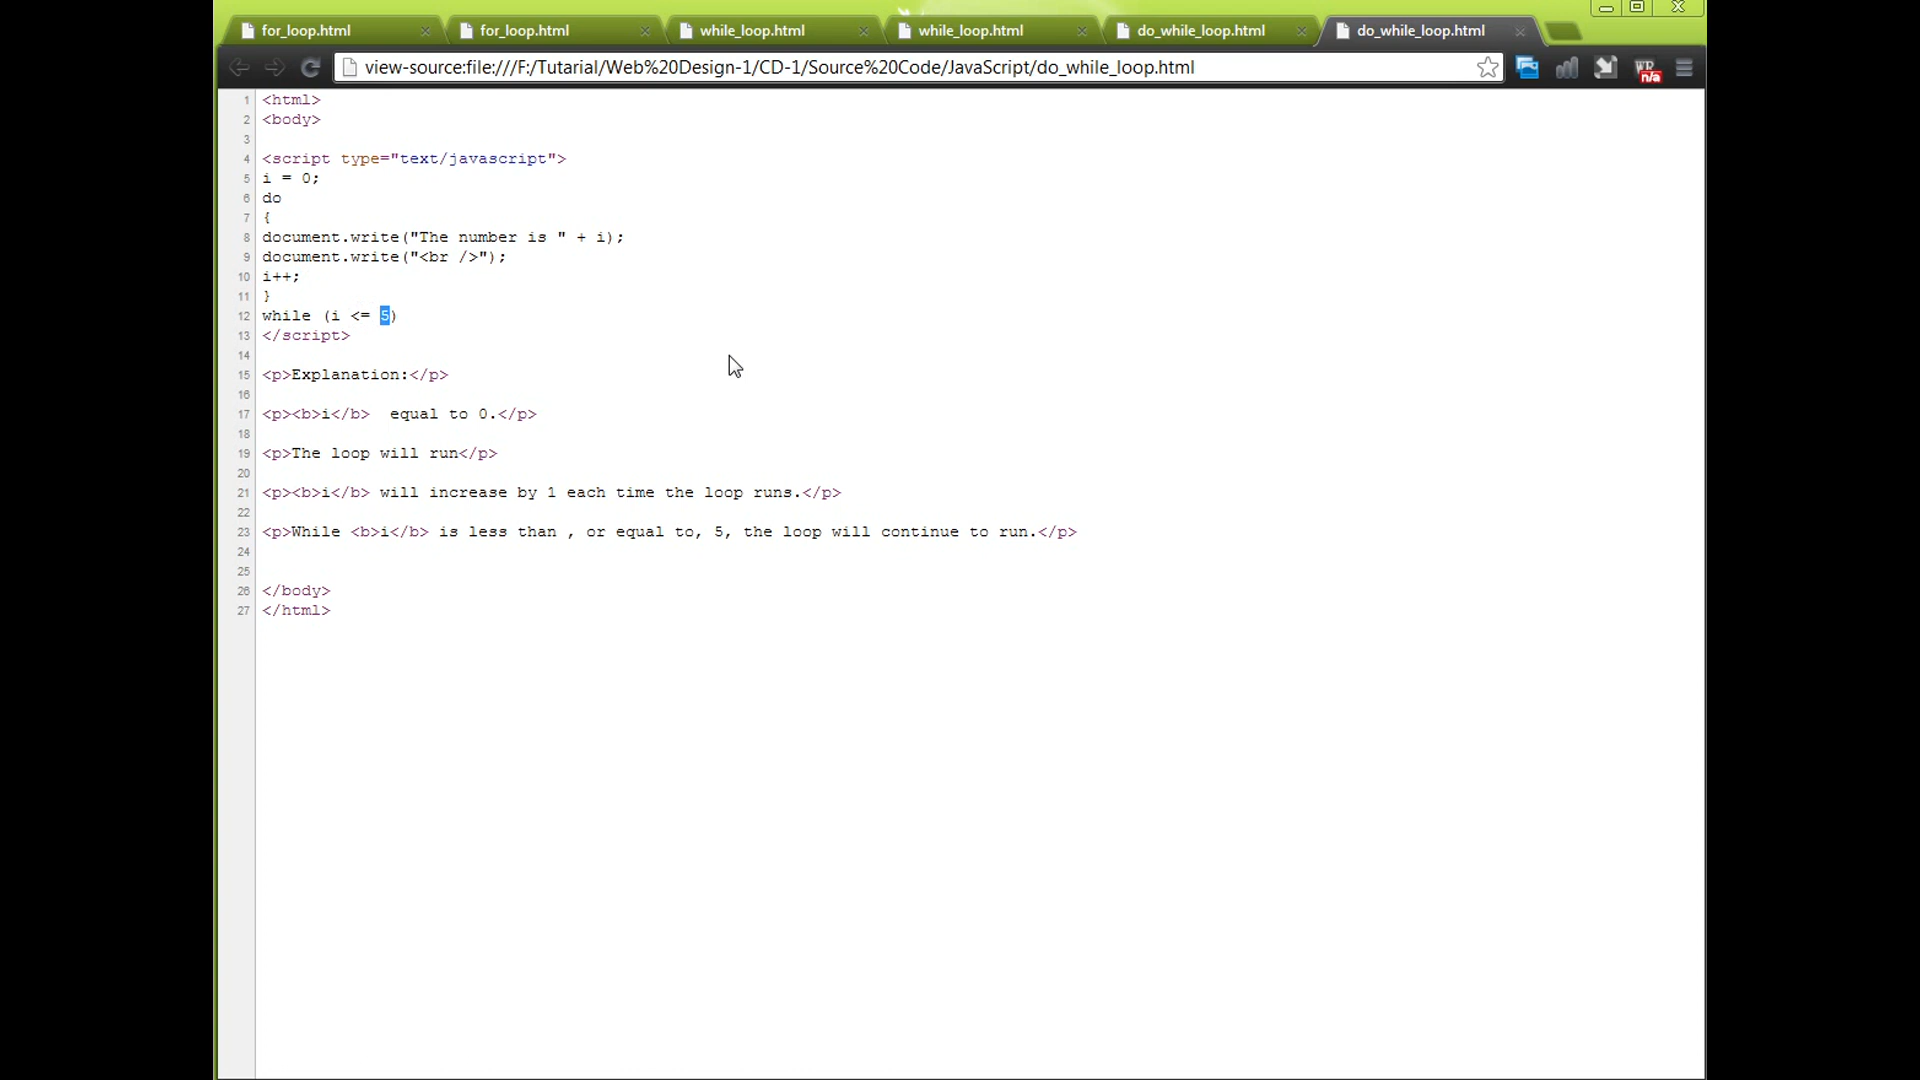 for_loop.html
for_loop.html
while_loop.html
while_loop.html
do_while_loop.html
do_while_loop.html
view-source:file:///F:/Tutarial/Web%20Design-1/CD-1/Source%20Code/JavaScript/do_while_loop.html
WR n/a
1 <html>
2 <body>
3
4 <script type="text/javascript">
5 i = 0;
6 do
7 {
8 document.write("The number is " + i);
9 document.write("<br />");
10 i++;
11 }
12 while (i <= 5)
13 </script>
14
15 <p>Explanation:</p>
16
17 <p><b>i</b>  equal to 0.</p>
18
19 <p>The loop will run</p>
20
21 <p><b>i</b> will increase by 1 each time the loop runs.</p>
22
23 <p>While <b>i</b> is less than , or equal to, 5, the loop will continue to run.</p>
24
25
26 </body>
27 </html>